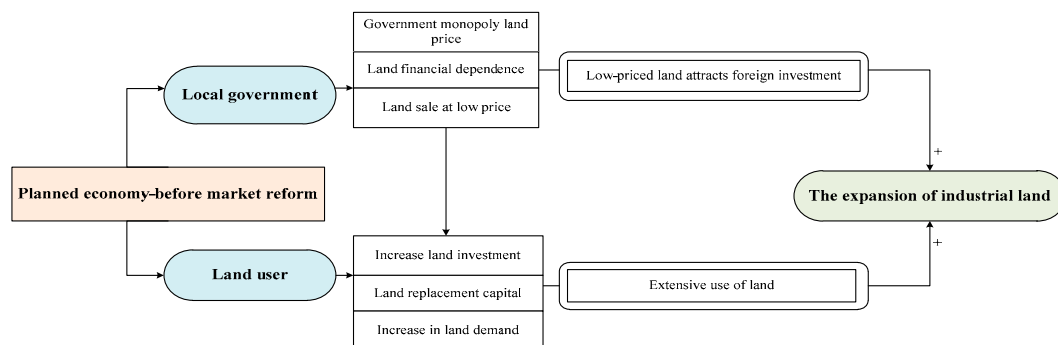 Government monopoly land
price
Land financial dependence
Low-priced land attracts foreign investment
Local government
Land sale at low price
+
Planned economy-before market reform
The expansion of industrial land
+
Increase land investment
Land user
Land replacement capital
Extensive use of land
Increase in land demand